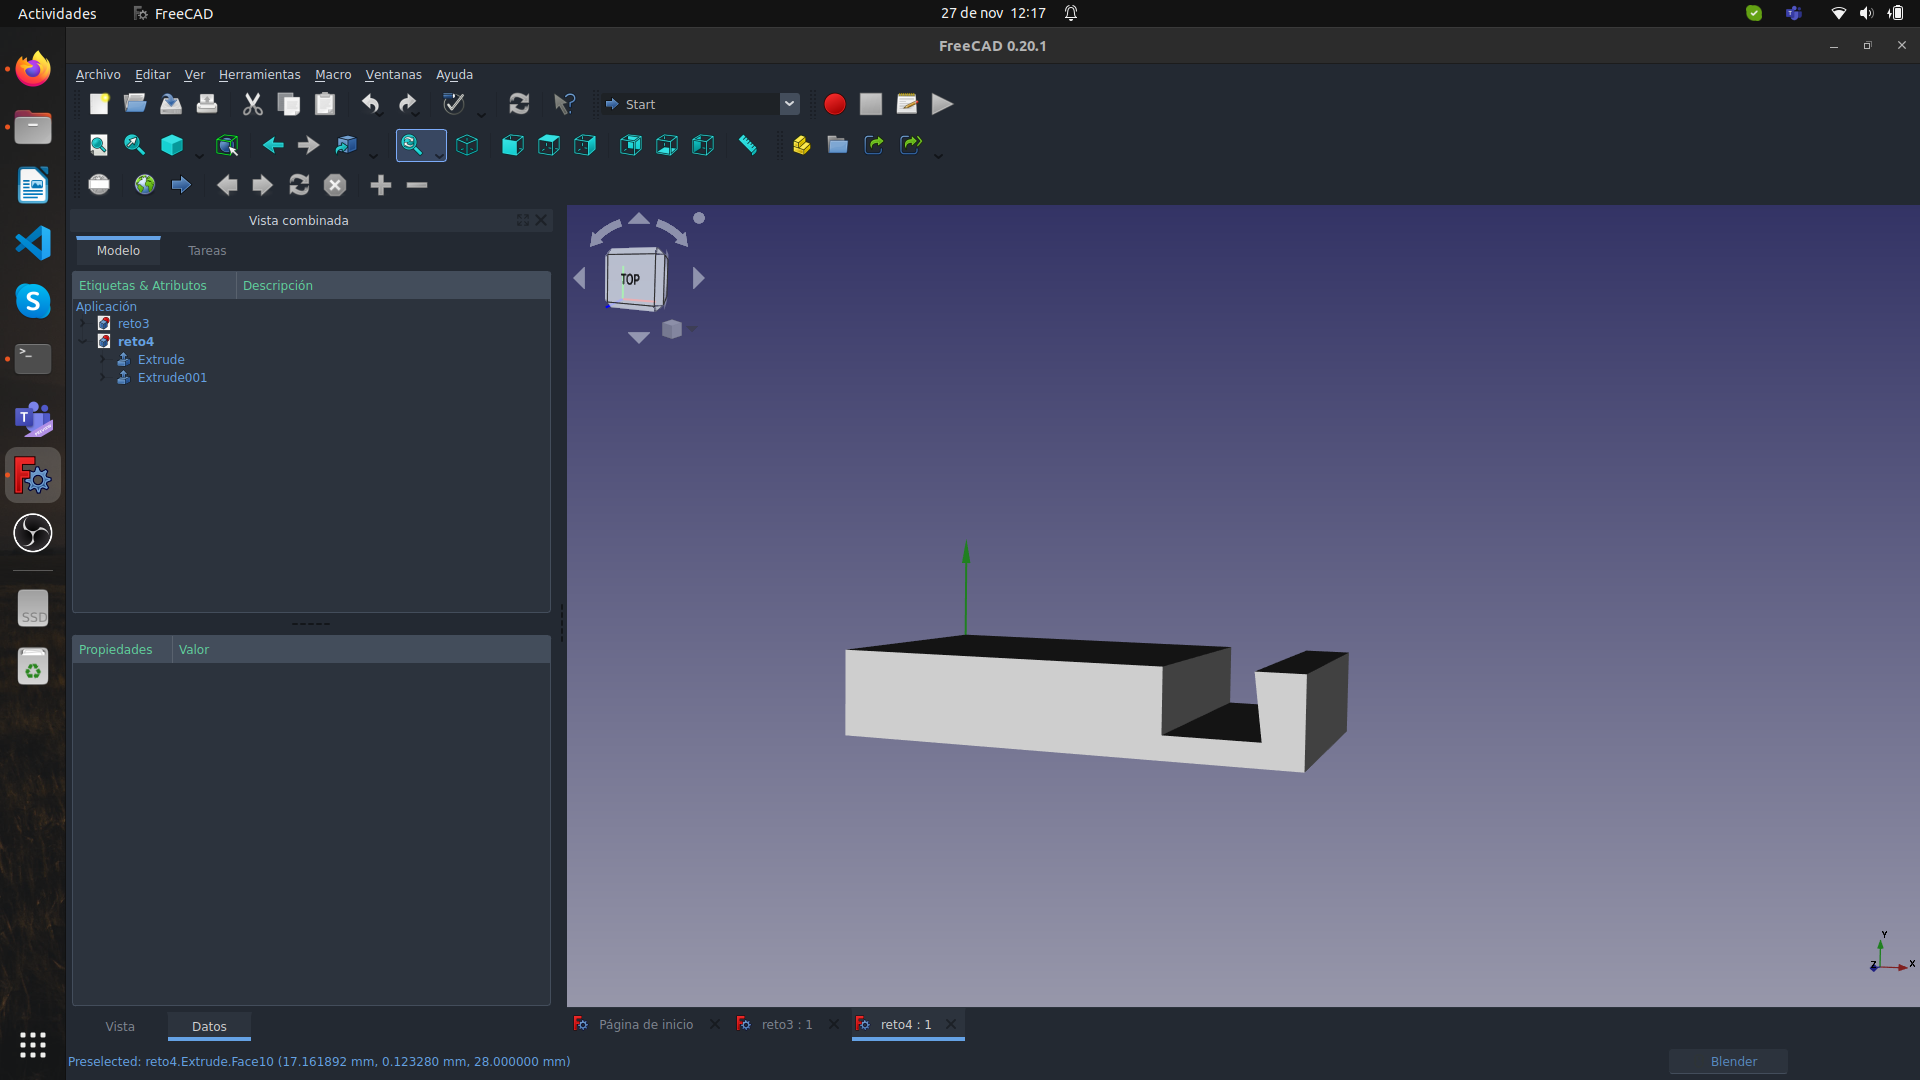 Actividades FreeCAD 27 de nov 12:17
FreeCAD 0.20.1
Archivo Editar Ver Herramientas Macro Ventanas Ayuda
Start
Vista combinada
Modelo Tareas
TOP
Etiquetas & Atributos Descripción
Aplicación
reto3
reto4
Extrude
Extrude001
SSD
Propiedades Valor
Y
Z X
Vista Datos
Página de inicio reto3 : 1 reto4 : 1
Preselected: reto4.Extrude.Face10 (17.161892 mm, 0.123280 mm, 28.000000 mm)
Blender